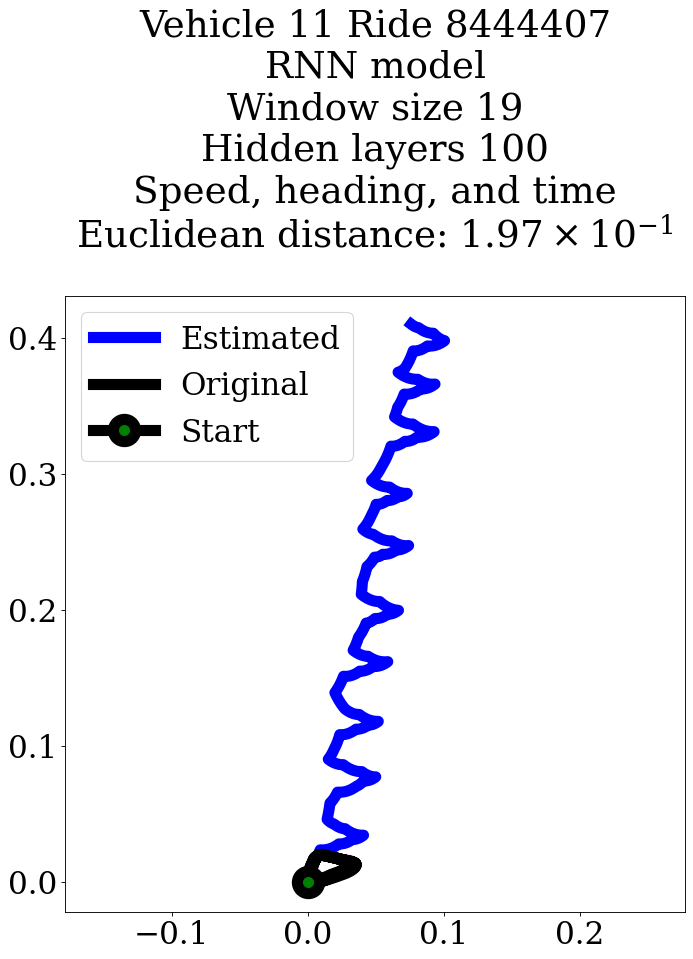 Vehicle 11 Ride 8444407
RNN model
Window size 19
Hidden layers 100
Speed, heading, and time
Euclidean distance: 1.97 × 10⁻¹
Estimated
Original
Start
0.4
0.3
0.2
0.1
0.0
−0.1 0.0 0.1 0.2